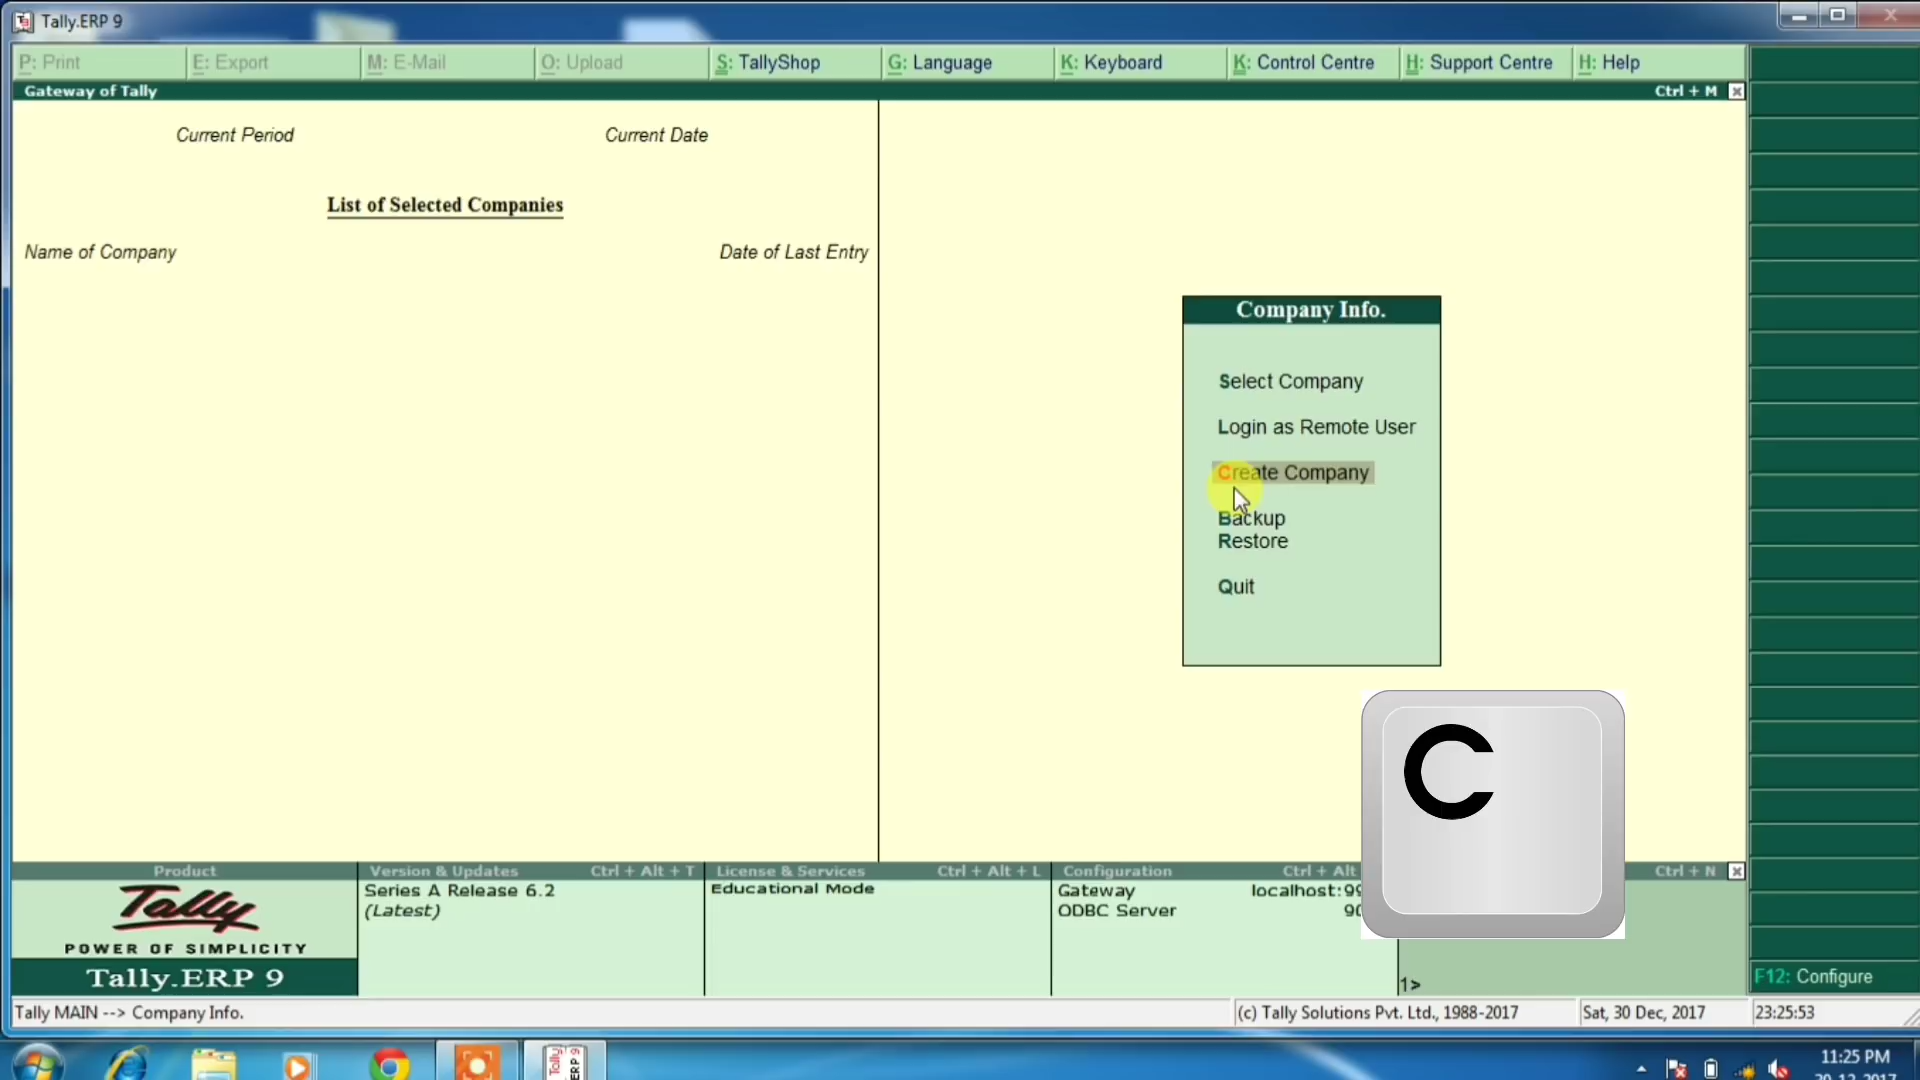 Tally.ERP 9
P: Print E: Export M: E-Mail O: Upload S: TallyShop G: Language K: Keyboard K: Control Centre H: Support Centre H: Help
Gateway of Tally Ctrl + M
Current Period Current Date
List of Selected Companies
Name of Company Date of Last Entry
Company Info.
Select Company
Login as Remote User
Create Company
Backup
Restore
Quit
C
Product Version & Updates Ctrl + Alt + T License & Services Ctrl + Alt + L Configuration Ctrl + Alt Ctrl + N
Series A Release 6.2 Educational Mode Gateway localhost:99
(Latest) ODBC Server 90
Tally
POWER OF SIMPLICITY
Tally.ERP 9
1>
F12: Configure
Tally MAIN --> Company Info. (c) Tally Solutions Pvt. Ltd., 1988-2017 Sat, 30 Dec, 2017 23:25:53
Tally ERP 9
11:25 PM